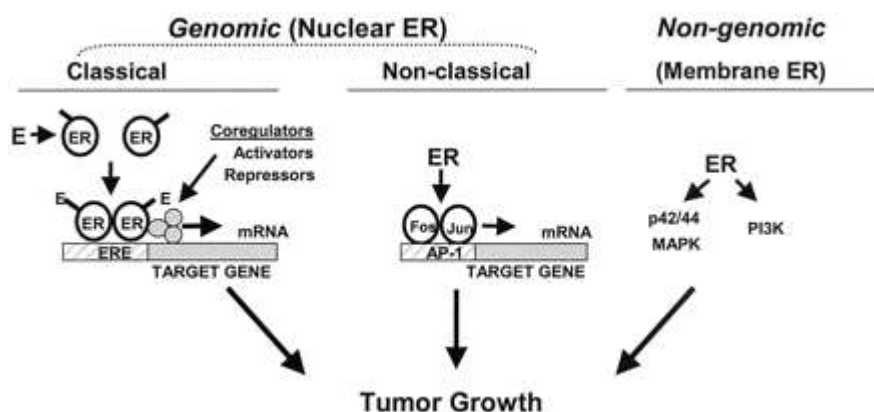 Genomic (Nuclear ER)
Non-genomic
Classical
Non-classical
(Membrane ER)
E
ER
ER
Coregulators
Activators
Repressors
E
E
ER
ER
mRNA
ERE
TARGET GENE
ER
Fos
Jun
mRNA
AP-1
TARGET GENE
ER
p42/44
MAPK
PI3K
Tumor Growth